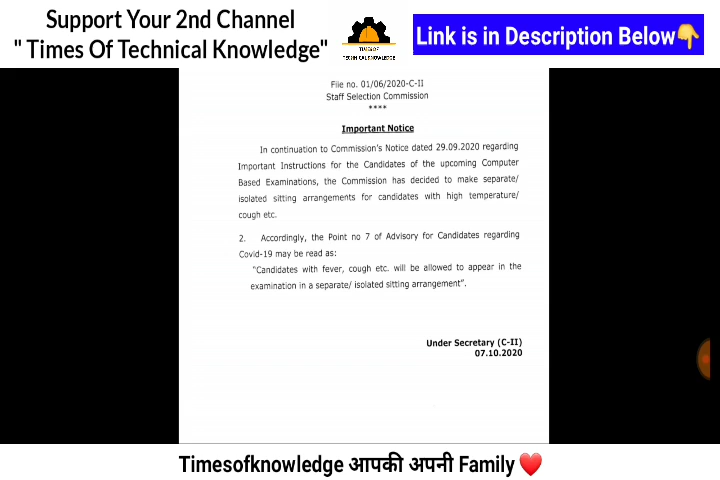 Support Your 2nd Channel
" Times Of Technical Knowledge"
TIMES OF
TECHNICAL KNOWLEDGE
Link is in Description Below👇
File no. 01/06/2020-C-II
Staff Selection Commission
****
Important Notice
In continuation to Commission's Notice dated 29.09.2020 regarding
Important Instructions for the Candidates of the upcoming Computer
Based Examinations, the Commission has decided to make separate/
isolated sitting arrangements for candidates with high temperature/
cough etc.
2. Accordingly, the Point no 7 of Advisory for Candidates regarding
Covid-19 may be read as:
"Candidates with fever, cough etc. will be allowed to appear in the
examination in a separate/ isolated sitting arrangement".
Under Secretary (C-II)
07.10.2020
Timesofknowledge आपकी अपनी Family ❤️